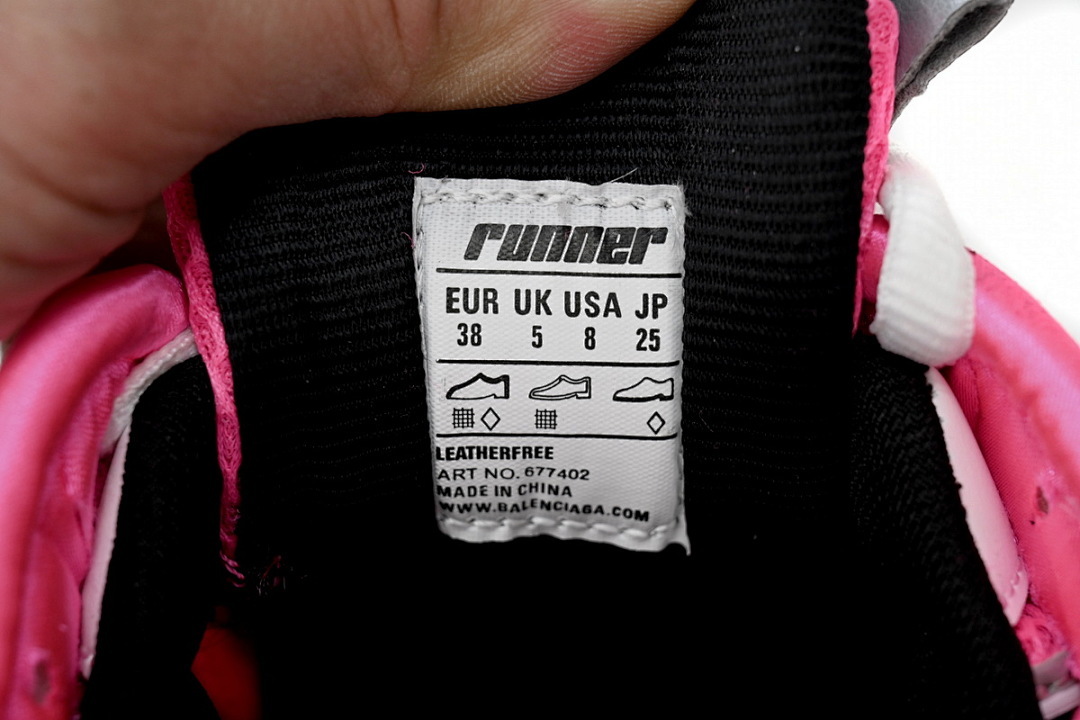 runner
EUR UK USA JP
38 5 8 25
LEATHERFREE
ART NO. 677402
MADE IN CHINA
WWW.BALENCIAGA.COM